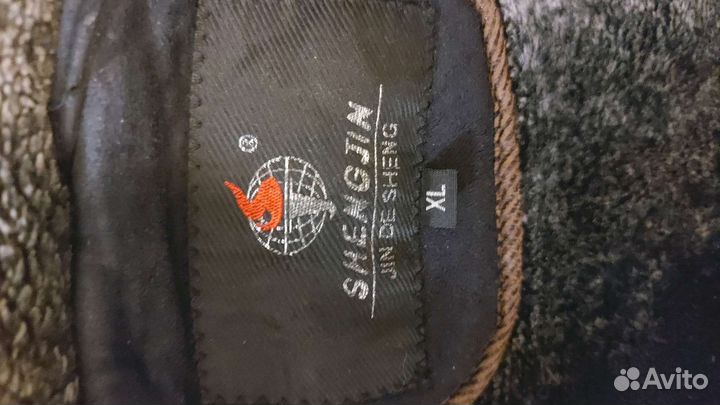 ®
SHENGJIN
JIN DE SHENG
XL
Avito